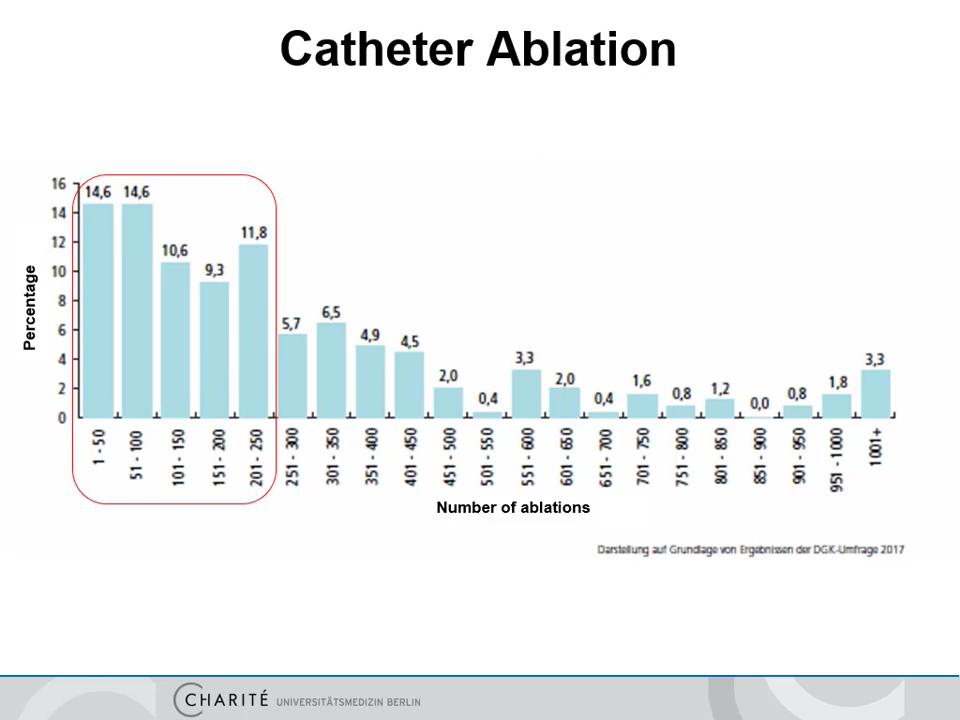 Catheter Ablation
16
14
12
10
8
6
4
2
0
Percentage
14,6
14,6
10,6
9,3
11,8
5,7
6,5
4,9
4,5
2,0
0,4
3,3
2,0
0,4
1,6
0,8
1,2
0,0
0,8
1,8
3,3
1 - 50
51 - 100
101 - 150
151 - 200
201 - 250
251 - 300
301 - 350
351 - 400
401 - 450
451 - 500
501 - 550
551 - 600
601 - 650
651 - 700
701 - 750
751 - 800
801 - 850
851 - 900
901 - 950
951 - 1000
1001+
Number of ablations
Darstellung auf Grundlage von Ergebnissen der DGK-Umfrage 2017
CHARITÉ UNIVERSITÄTSMEDIZIN BERLIN